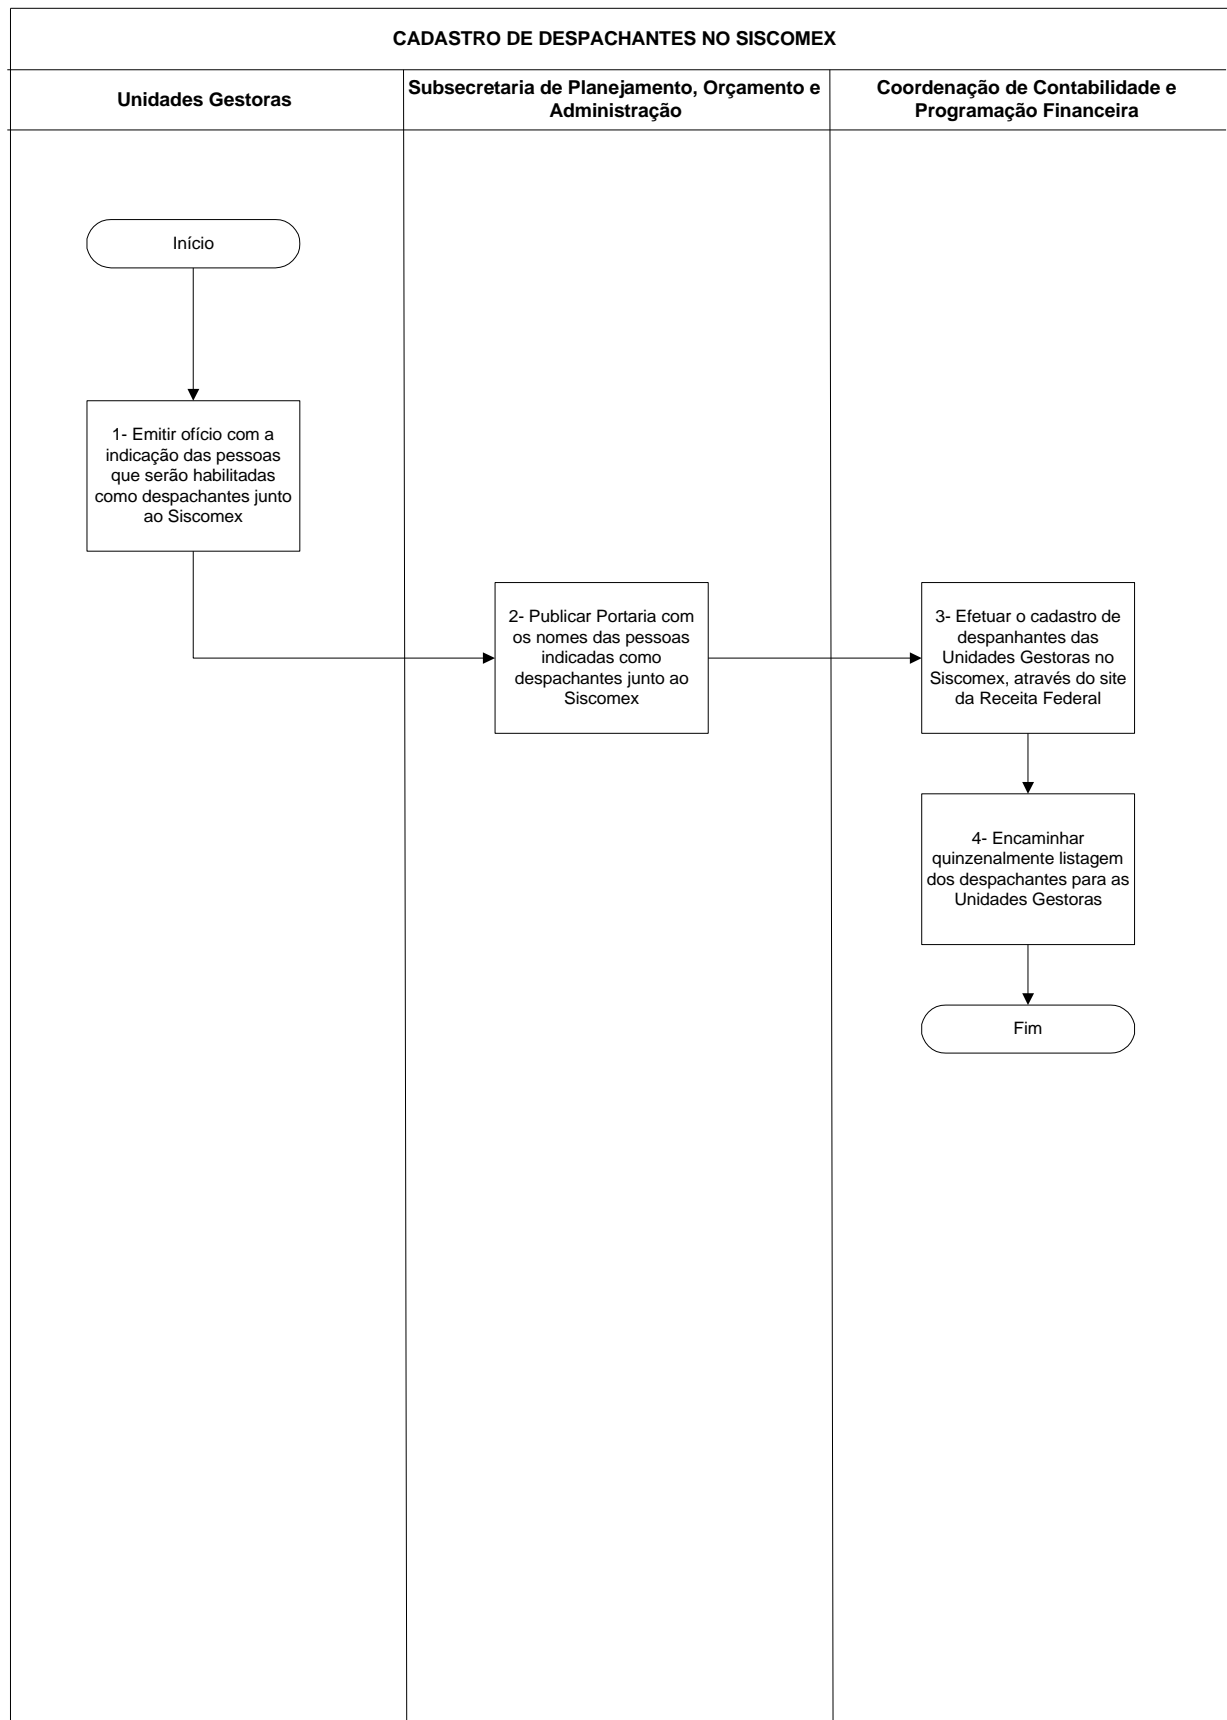 CADASTRO DE DESPACHANTES NO SISCOMEX
Unidades Gestoras
Subsecretaria de Planejamento, Orçamento e
Administração
Coordenação de Contabilidade e
Programação Financeira
Início
1- Emitir ofício com a
indicação das pessoas
que serão habilitadas
como despachantes junto
ao Siscomex
2- Publicar Portaria com
os nomes das pessoas
indicadas como
despachantes junto ao
Siscomex
3- Efetuar o cadastro de
despanhantes das
Unidades Gestoras no
Siscomex, através do site
da Receita Federal
4- Encaminhar
quinzenalmente listagem
dos despachantes para as
Unidades Gestoras
Fim